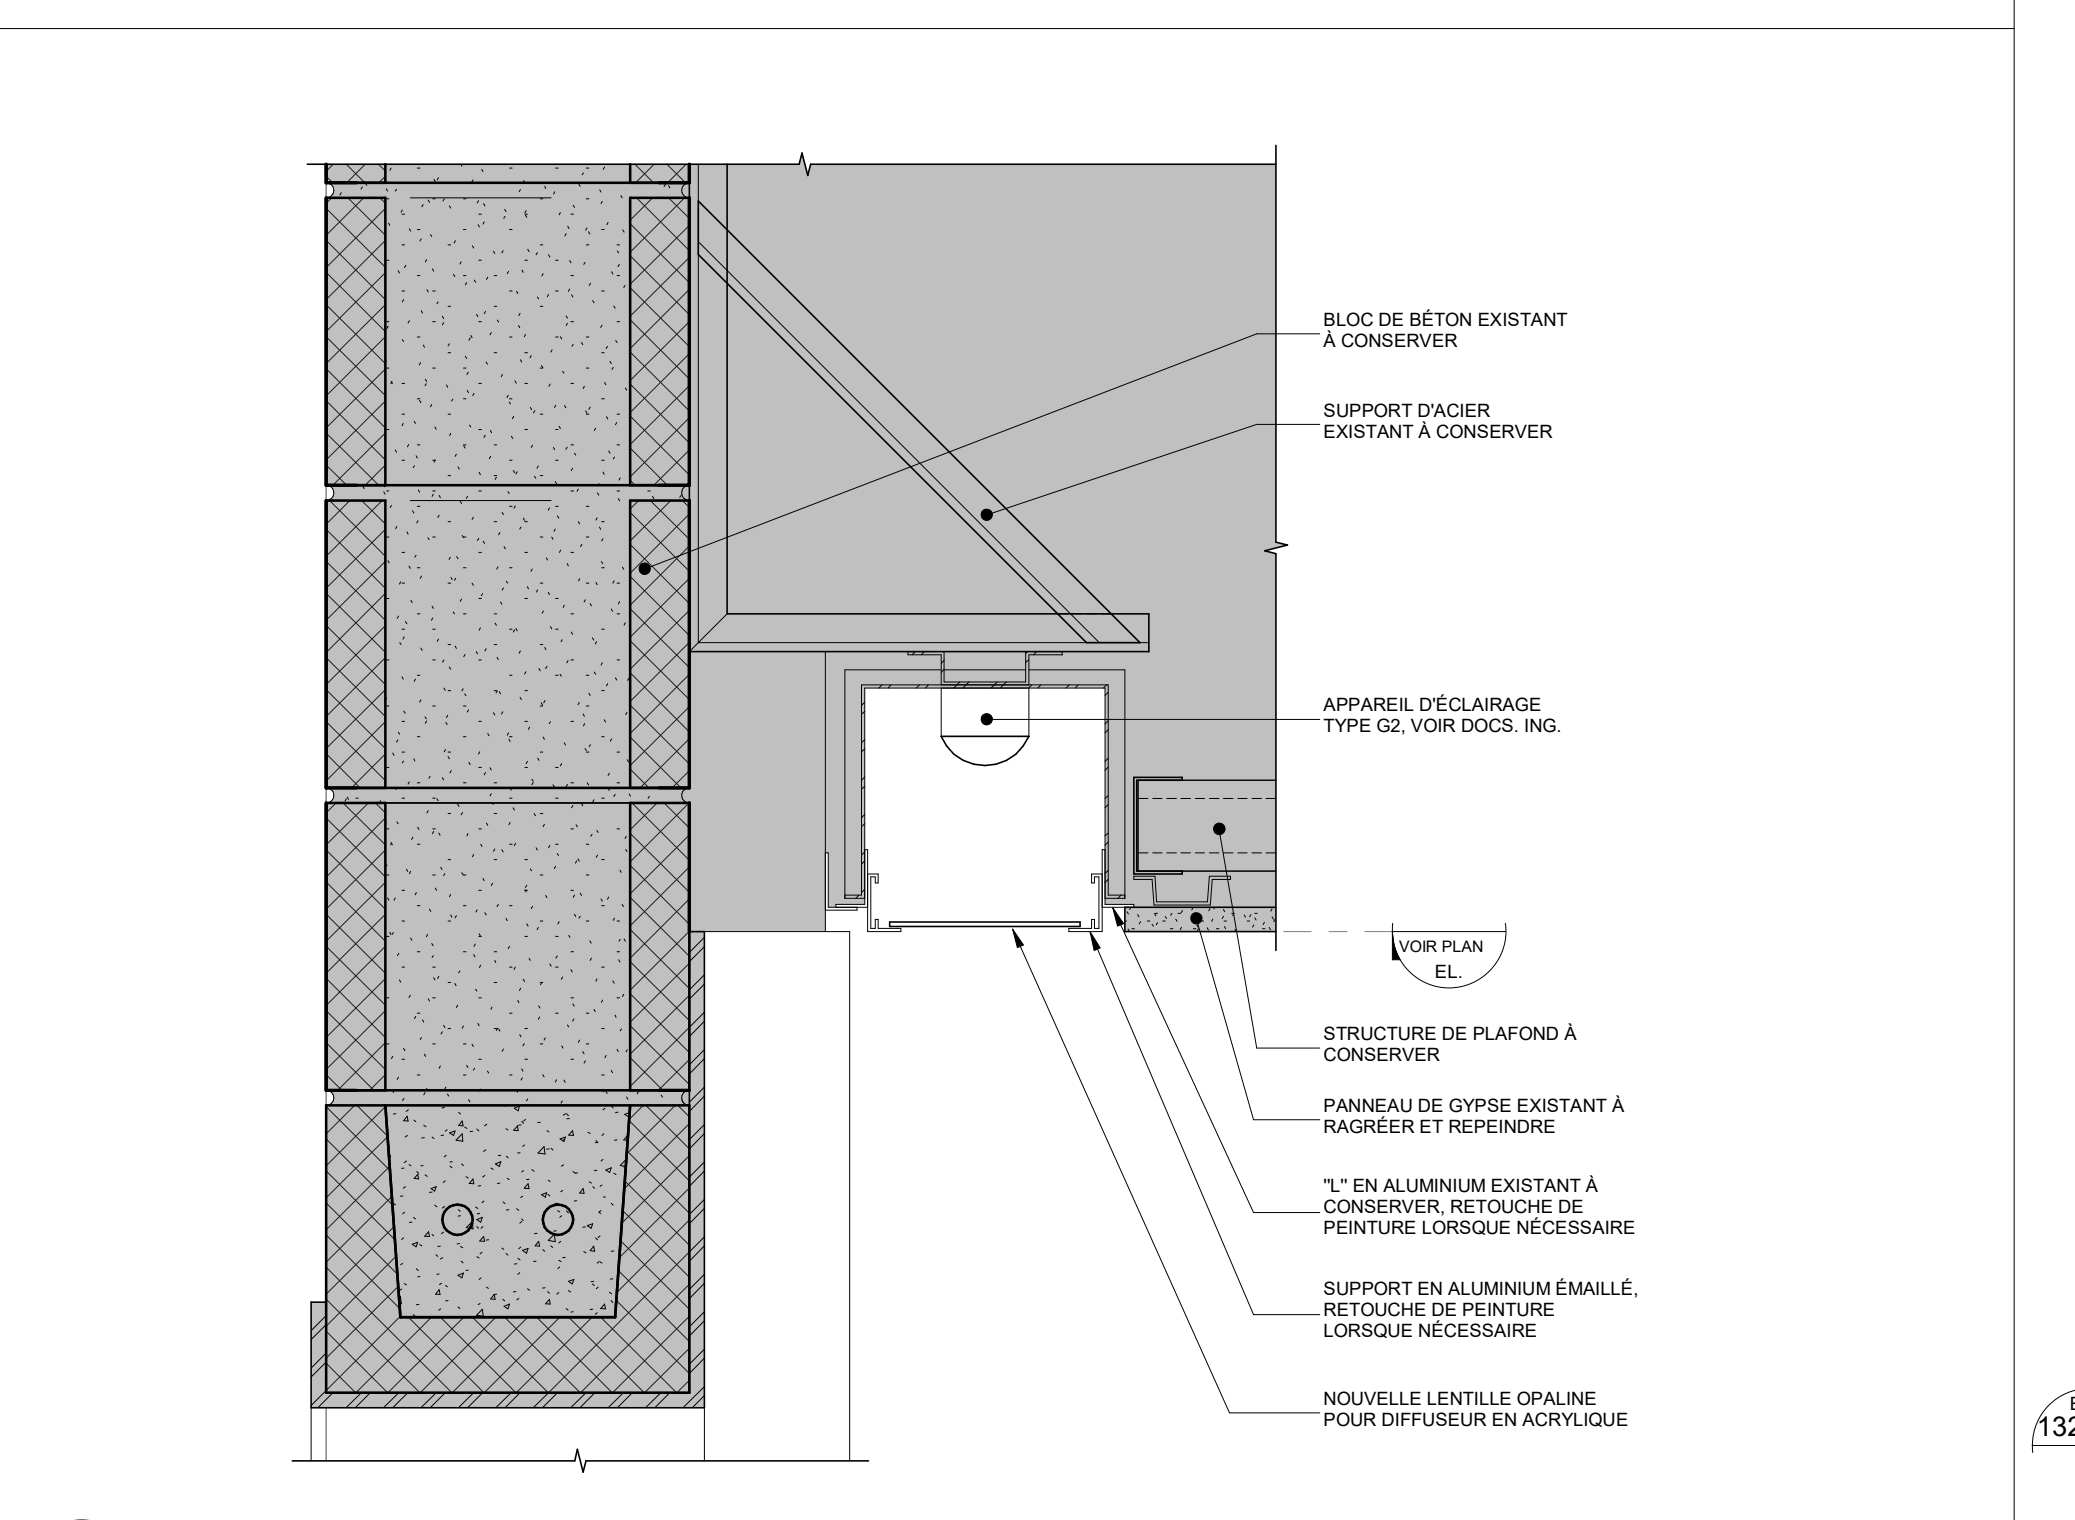 BLOC DE BÉTON EXISTANT
À CONSERVER
SUPPORT D'ACIER
EXISTANT À CONSERVER
APPAREIL D'ÉCLAIRAGE
TYPE G2, VOIR DOCS. ING.
VOIR PLAN
EL.
STRUCTURE DE PLAFOND À
CONSERVER
PANNEAU DE GYPSE EXISTANT À
RAGRÉER ET REPEINDRE
"L" EN ALUMINIUM EXISTANT À
CONSERVER, RETOUCHE DE
PEINTURE LORSQUE NÉCESSAIRE
SUPPORT EN ALUMINIUM ÉMAILLÉ,
RETOUCHE DE PEINTURE
LORSQUE NÉCESSAIRE
NOUVELLE LENTILLE OPALINE
POUR DIFFUSEUR EN ACRYLIQUE